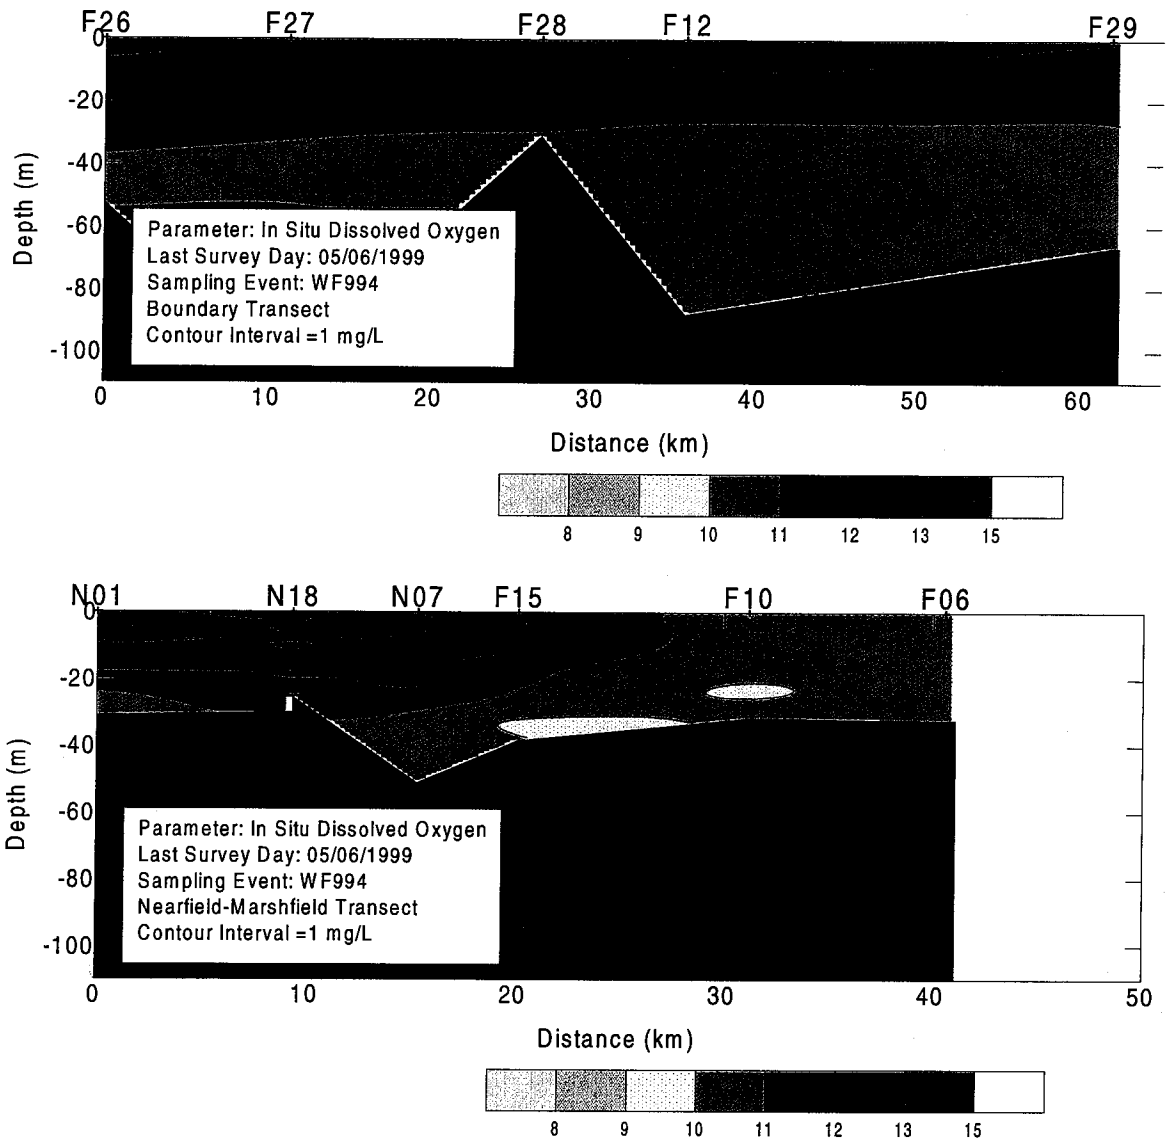 F26 F27 F28 F12 F29
0
-20
-40
-60
-80
-100
Depth (m)
Parameter: In Situ Dissolved Oxygen
Last Survey Day: 05/06/1999
Sampling Event: WF994
Boundary Transect
Contour Interval =1 mg/L
0 10 20 30 40 50 60
Distance (km)
8 9 10 11 12 13 15
N01 N18 N07 F15 F10 F06
0
-20
-40
-60
-80
-100
Depth (m)
Parameter: In Situ Dissolved Oxygen
Last Survey Day: 05/06/1999
Sampling Event: WF994
Nearfield-Marshfield Transect
Contour Interval =1 mg/L
0 10 20 30 40 50
Distance (km)
8 9 10 11 12 13 15